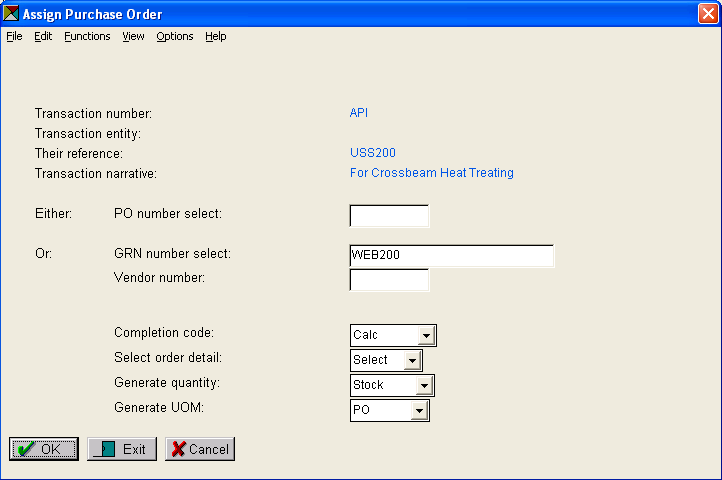 Assign Purchase Order
File Edit Functions View Options Help
Transaction number: API
Transaction entity:
Their reference: USS200
Transaction narrative: For Crossbeam Heat Treating
Either: PO number select:
Or: GRN number select: WEB200
Vendor number:
Completion code: Calc
Select order detail: Select
Generate quantity: Stock
Generate UOM: PO
OK Exit Cancel